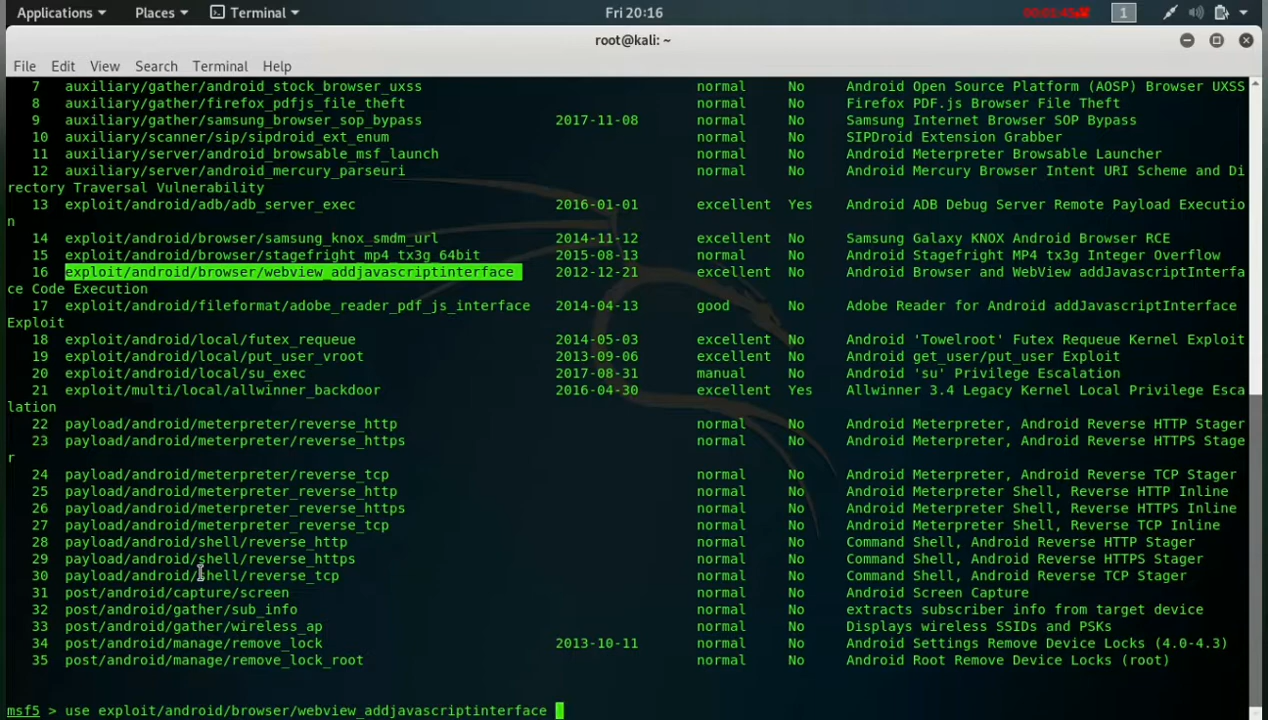 Applications Places Terminal Fri 20:16 1
root@kali: ~
File Edit View Search Terminal Help
7 auxiliary/gather/android_stock_browser_uxss normal No Android Open Source Platform (AOSP) Browser UXSS
8 auxiliary/gather/firefox_pdfjs_file_theft normal No Firefox PDF.js Browser File Theft
9 auxiliary/gather/samsung_browser_sop_bypass 2017-11-08 normal No Samsung Internet Browser SOP Bypass
10 auxiliary/scanner/sip/sipdroid_ext_enum normal No SIPDroid Extension Grabber
11 auxiliary/server/android_browsable_msf_launch normal No Android Meterpreter Browsable Launcher
12 auxiliary/server/android_mercury_parseuri normal No Android Mercury Browser Intent URI Scheme and Di
rectory Traversal Vulnerability
13 exploit/android/adb/adb_server_exec 2016-01-01 excellent Yes Android ADB Debug Server Remote Payload Executio
n
14 exploit/android/browser/samsung_knox_smdm_url 2014-11-12 excellent No Samsung Galaxy KNOX Android Browser RCE
15 exploit/android/browser/stagefright_mp4_tx3g_64bit 2015-08-13 normal No Android Stagefright MP4 tx3g Integer Overflow
16 exploit/android/browser/webview_addjavascriptinterface 2012-12-21 excellent No Android Browser and WebView addJavascriptInterfa
ce Code Execution
17 exploit/android/fileformat/adobe_reader_pdf_js_interface 2014-04-13 good No Adobe Reader for Android addJavascriptInterface
Exploit
18 exploit/android/local/futex_requeue 2014-05-03 excellent No Android 'Towelroot' Futex Requeue Kernel Exploit
19 exploit/android/local/put_user_vroot 2013-09-06 excellent No Android get_user/put_user Exploit
20 exploit/android/local/su_exec 2017-08-31 manual No Android 'su' Privilege Escalation
21 exploit/multi/local/allwinner_backdoor 2016-04-30 excellent Yes Allwinner 3.4 Legacy Kernel Local Privilege Esca
lation
22 payload/android/meterpreter/reverse_http normal No Android Meterpreter, Android Reverse HTTP Stager
23 payload/android/meterpreter/reverse_https normal No Android Meterpreter, Android Reverse HTTPS Stage
r
24 payload/android/meterpreter/reverse_tcp normal No Android Meterpreter, Android Reverse TCP Stager
25 payload/android/meterpreter_reverse_http normal No Android Meterpreter Shell, Reverse HTTP Inline
26 payload/android/meterpreter_reverse_https normal No Android Meterpreter Shell, Reverse HTTPS Inline
27 payload/android/meterpreter_reverse_tcp normal No Android Meterpreter Shell, Reverse TCP Inline
28 payload/android/shell/reverse_http normal No Command Shell, Android Reverse HTTP Stager
29 payload/android/shell/reverse_https normal No Command Shell, Android Reverse HTTPS Stager
30 payload/android/shell/reverse_tcp normal No Command Shell, Android Reverse TCP Stager
31 post/android/capture/screen normal No Android Screen Capture
32 post/android/gather/sub_info normal No extracts subscriber info from target device
33 post/android/gather/wireless_ap normal No Displays wireless SSIDs and PSKs
34 post/android/manage/remove_lock 2013-10-11 normal No Android Settings Remove Device Locks (4.0-4.3)
35 post/android/manage/remove_lock_root normal No Android Root Remove Device Locks (root)
msf5 > use exploit/android/browser/webview_addjavascriptinterface